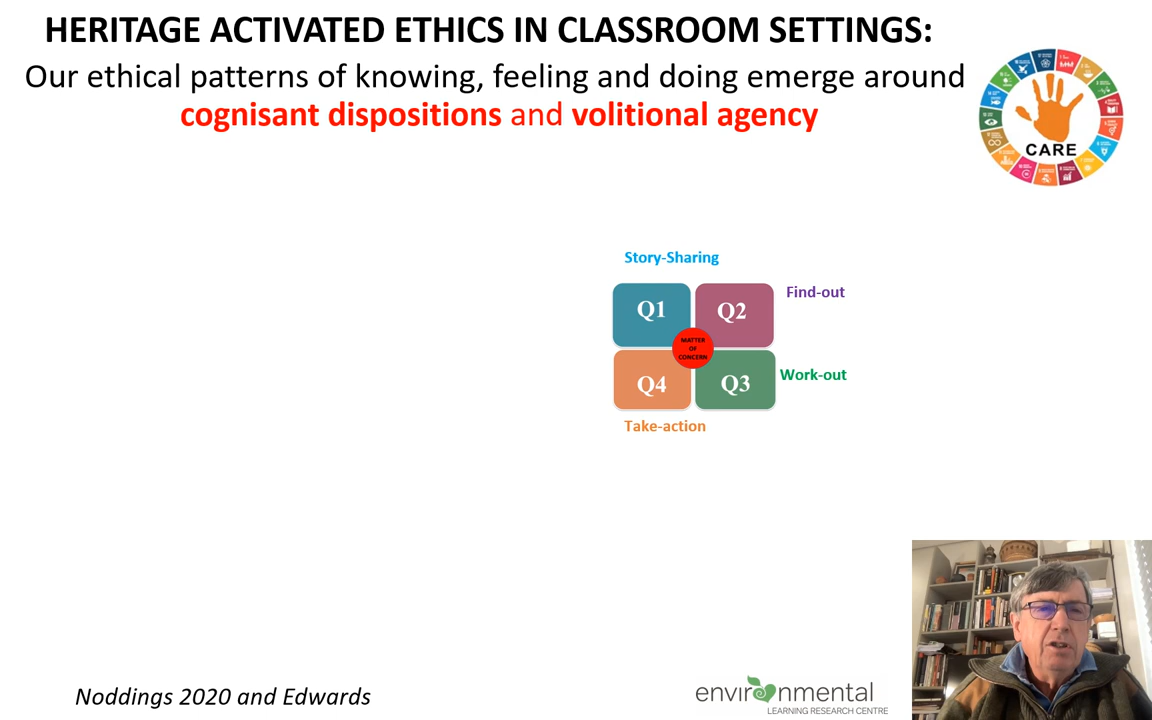 HERITAGE ACTIVATED ETHICS IN CLASSROOM SETTINGS:
Our ethical patterns of knowing, feeling and doing emerge around
cognisant dispositions and volitional agency
CARE
Story-Sharing
Find-out
Q1
Q2
MATTER
OF
CONCERN
Q4
Q3
Work-out
Take-action
Noddings 2020 and Edwards
environmental
LEARNING RESEARCH CENTRE